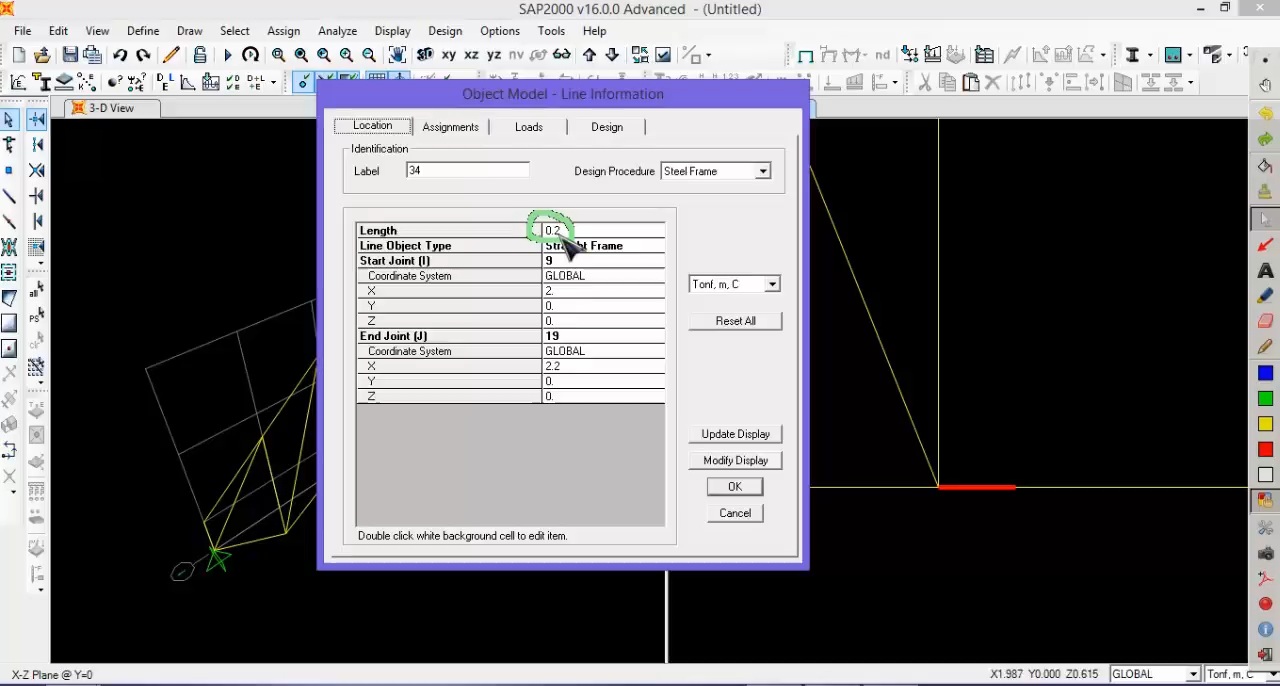 SAP2000 v16.0.0 Advanced - (Untitled)
File Edit View Define Draw Select Assign Analyze Display Design Options Tools Help
3-D View
Object Model - Line Information
Location Assignments Loads Design
Identification
Label 34 Design Procedure Steel Frame
Length 0.2
Line Object Type Straight Frame
Start Joint (I) 9
Coordinate System GLOBAL
X 2.
Y 0.
Z 0.
End Joint (J) 19
Coordinate System GLOBAL
X 2.2
Y 0.
Z 0.
Tonf, m, C
Reset All
Update Display
Modify Display
OK
Cancel
Double click white background cell to edit item.
X-Z Plane @ Y=0
X1.987 Y0.000 Z0.615 GLOBAL Tonf, m, C